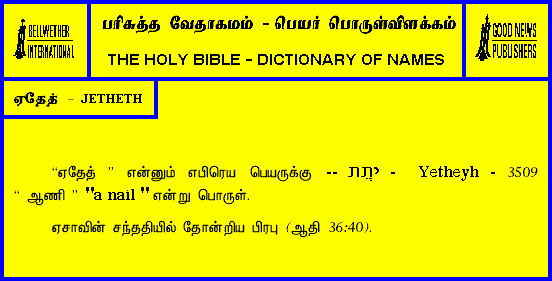 BELLWETHER
INTERNATIONAL
பரிசுத்த வேதாகமம் - பெயர் பொருள்விளக்கம்
THE HOLY BIBLE - DICTIONARY OF NAMES
GOOD NEWS
PUBLISHERS
ஏதேத் - JETHETH
“ஏதேத் ” என்னும் எபிரெய பெயருக்கு -- יְתֵת - Yetheyh - 3509
“ ஆணி ” "a nail " என்று பொருள்.
ஏசாவின் சந்ததியில் தோன்றிய பிரபு (ஆதி 36:40).